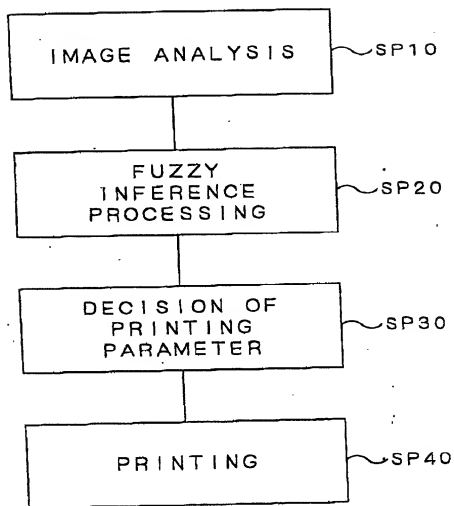 IMAGE ANALYSIS
SP10
FUZZY
INFERENCE
PROCESSING
SP20
DECISION OF
PRINTING
PARAMETER
SP30
PRINTING
SP40